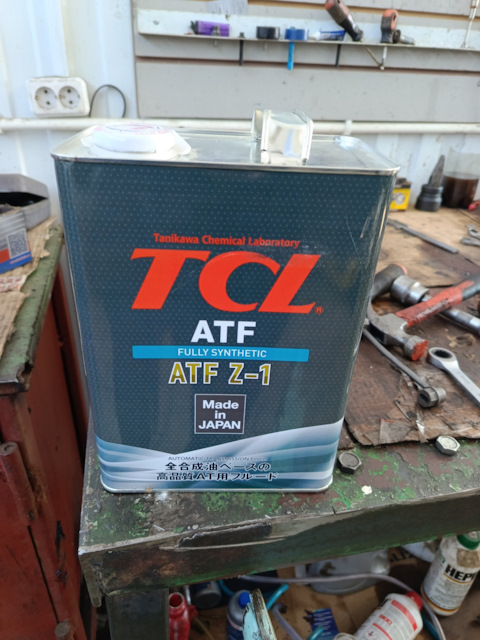 Tanikawa Chemical Laboratory
TCL®
ATF
FULLY SYNTHETIC
ATF Z-1
Made
in
JAPAN
全合成油ベースの
高品質AT用フルード